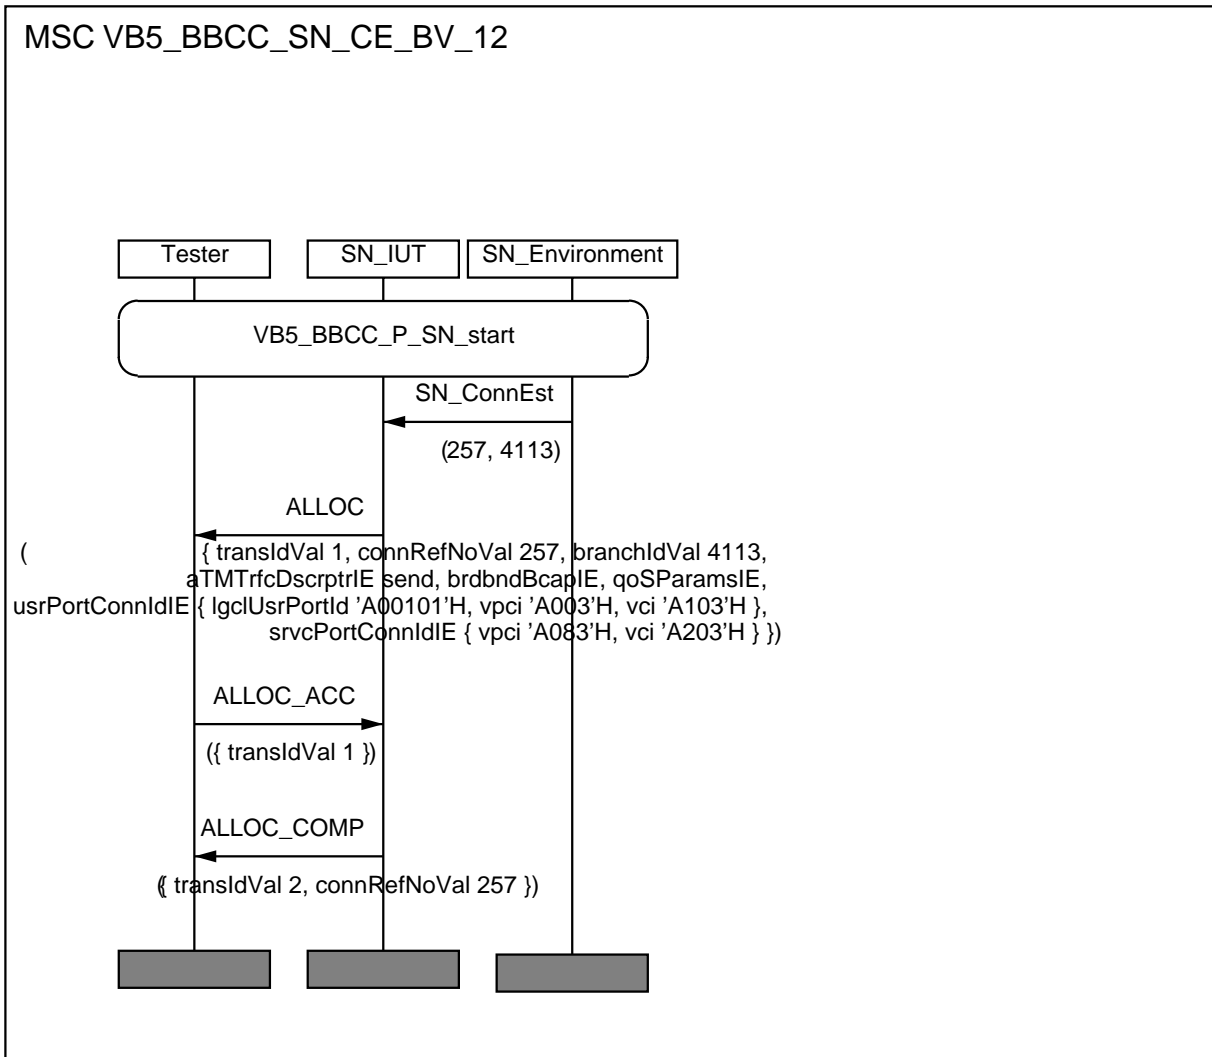 MSC VB5_BBCC_SN_CE_BV_12
Tester SN_IUT SN_Environment
VB5_BBCC_P_SN_start
SN_ConnEst
(257, 4113)
ALLOC
( { transIdVal 1, connRefNoVal 257, branchIdVal 4113,
aTMTrfcDscrptrIE send, brdbndBcapIE, qoSParamsIE,
usrPortConnIdIE { lgclUsrPortId 'A00101'H, vpci 'A003'H, vci 'A103'H },
srvcPortConnIdIE { vpci 'A083'H, vci 'A203'H } })
ALLOC_ACC
({ transIdVal 1 })
ALLOC_COMP
({ transIdVal 2, connRefNoVal 257 })